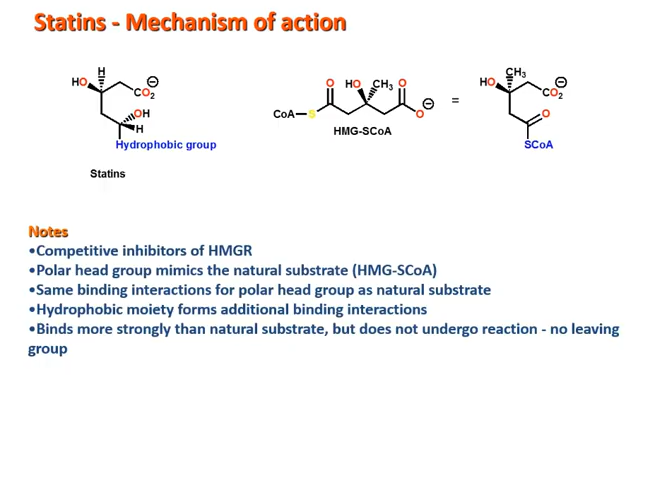 Statins - Mechanism of action
H
HO
CO2
OH
H
Hydrophobic group
Statins
O HO CH3 O
CoA S O
HMG-SCoA
=
CH3
HO
CO2
O
SCoA
Notes
•Competitive inhibitors of HMGR
•Polar head group mimics the natural substrate (HMG-SCoA)
•Same binding interactions for polar head group as natural substrate
•Hydrophobic moiety forms additional binding interactions
•Binds more strongly than natural substrate, but does not undergo reaction - no leaving
group